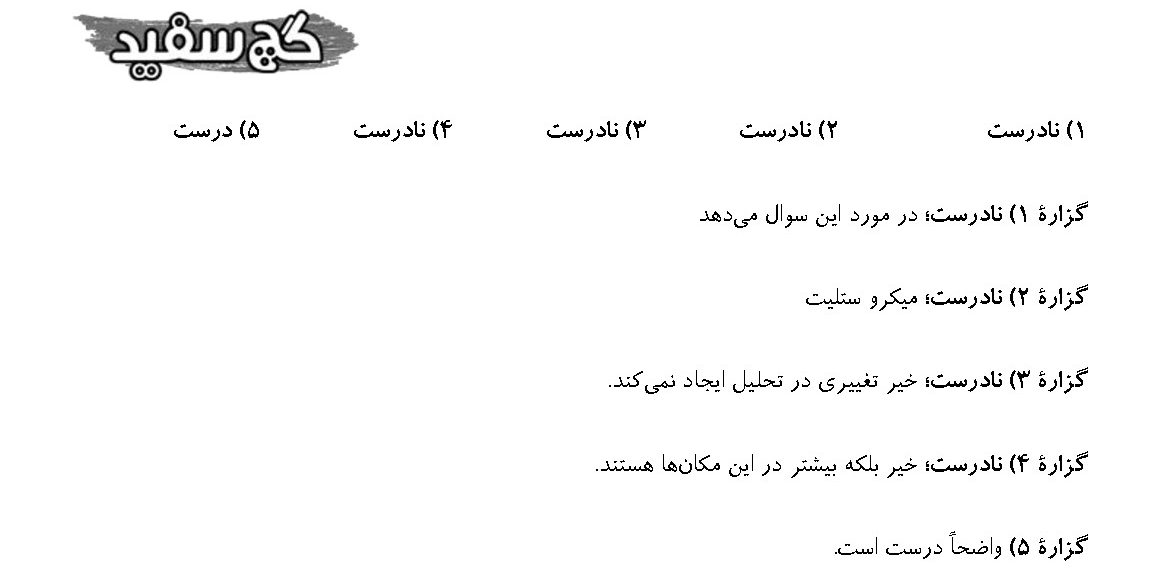 گچ سفید
۱) نادرست ۲) نادرست ۳) نادرست ۴) نادرست ۵) درست
گزارهٔ ۱) نادرست؛ در مورد این سوال می‌دهد
گزارهٔ ۲) نادرست؛ میکرو ستلیت
گزارهٔ ۳) نادرست؛ خیر تغییری در تحلیل ایجاد نمی‌کند.
گزارهٔ ۴) نادرست؛ خیر بلکه بیشتر در این مکان‌ها هستند.
گزارهٔ ۵) واضحاً درست است.